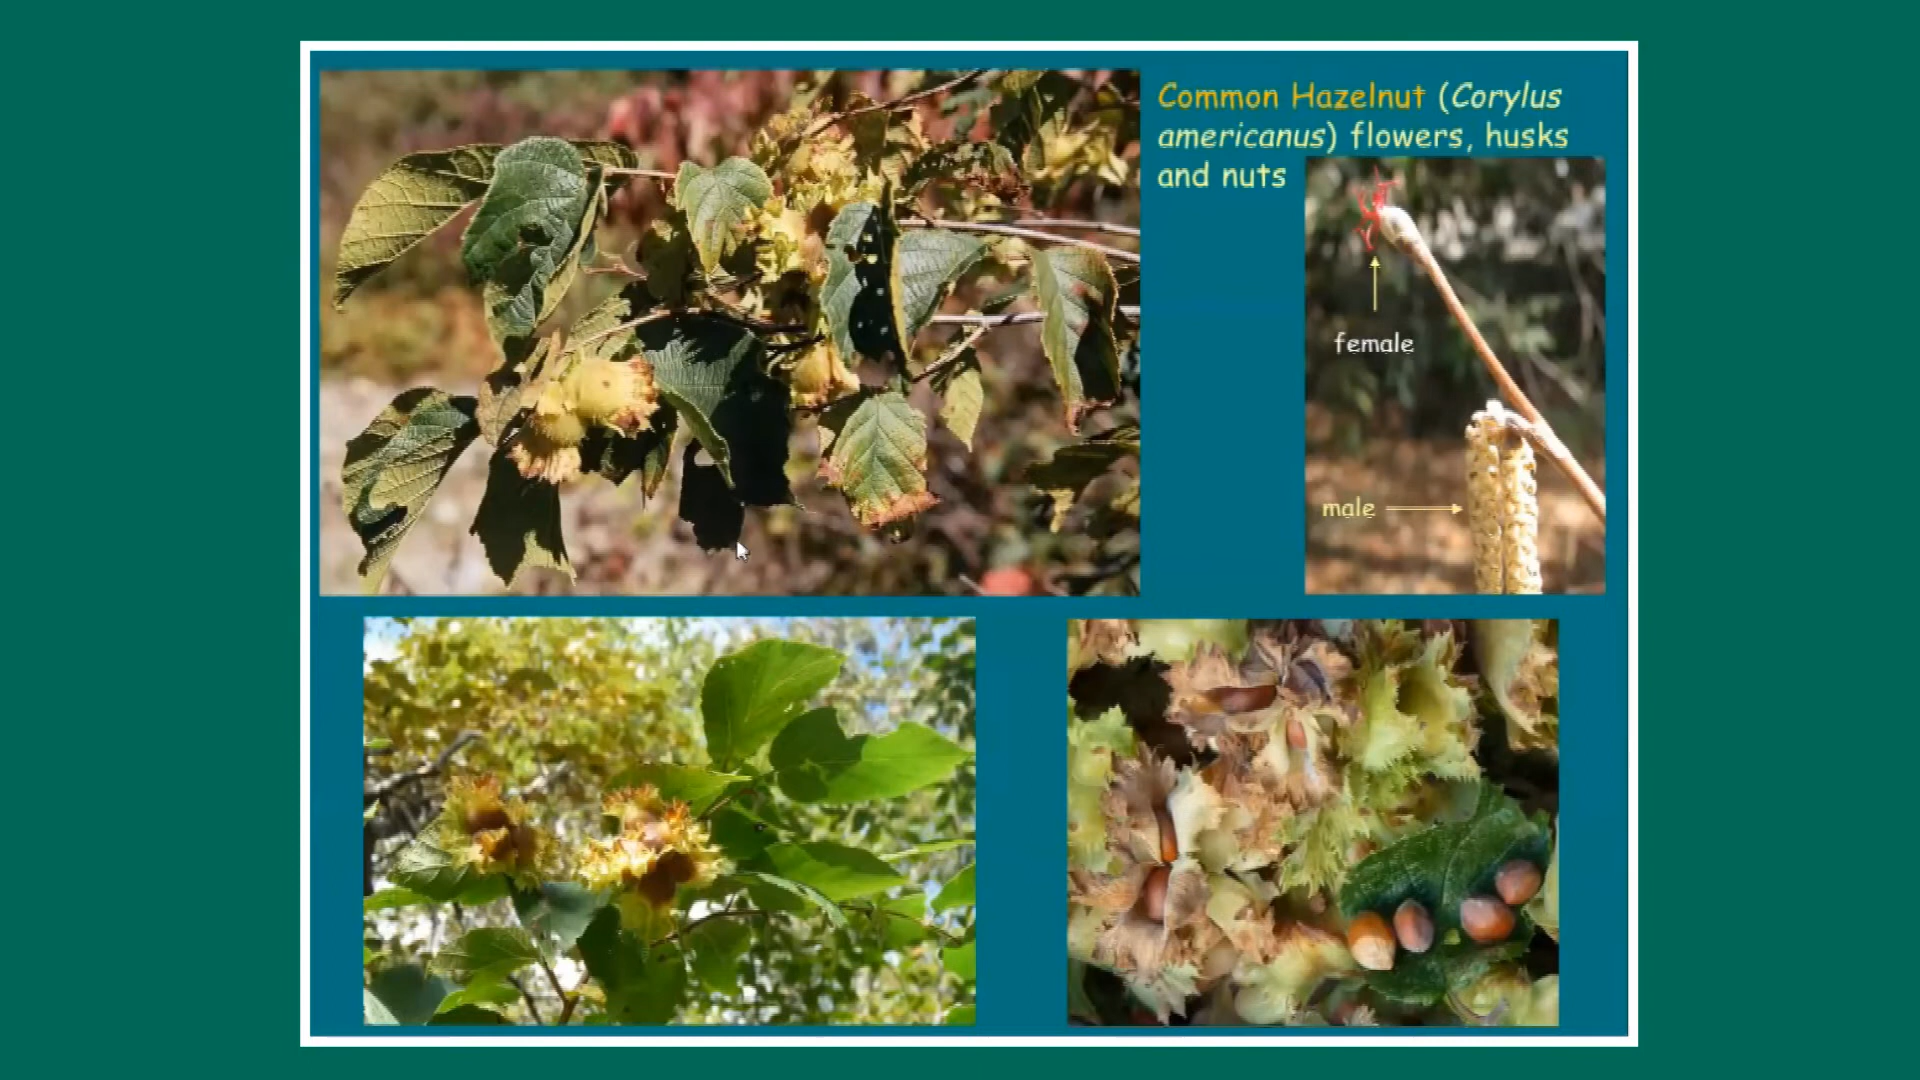 Common Hazelnut (Corylus
americanus) flowers, husks
and nuts
female
male